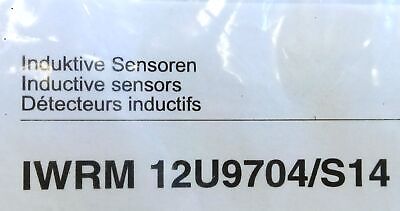 Induktive Sensoren
Inductive sensors
Détecteurs inductifs
IWRM 12U9704/S14